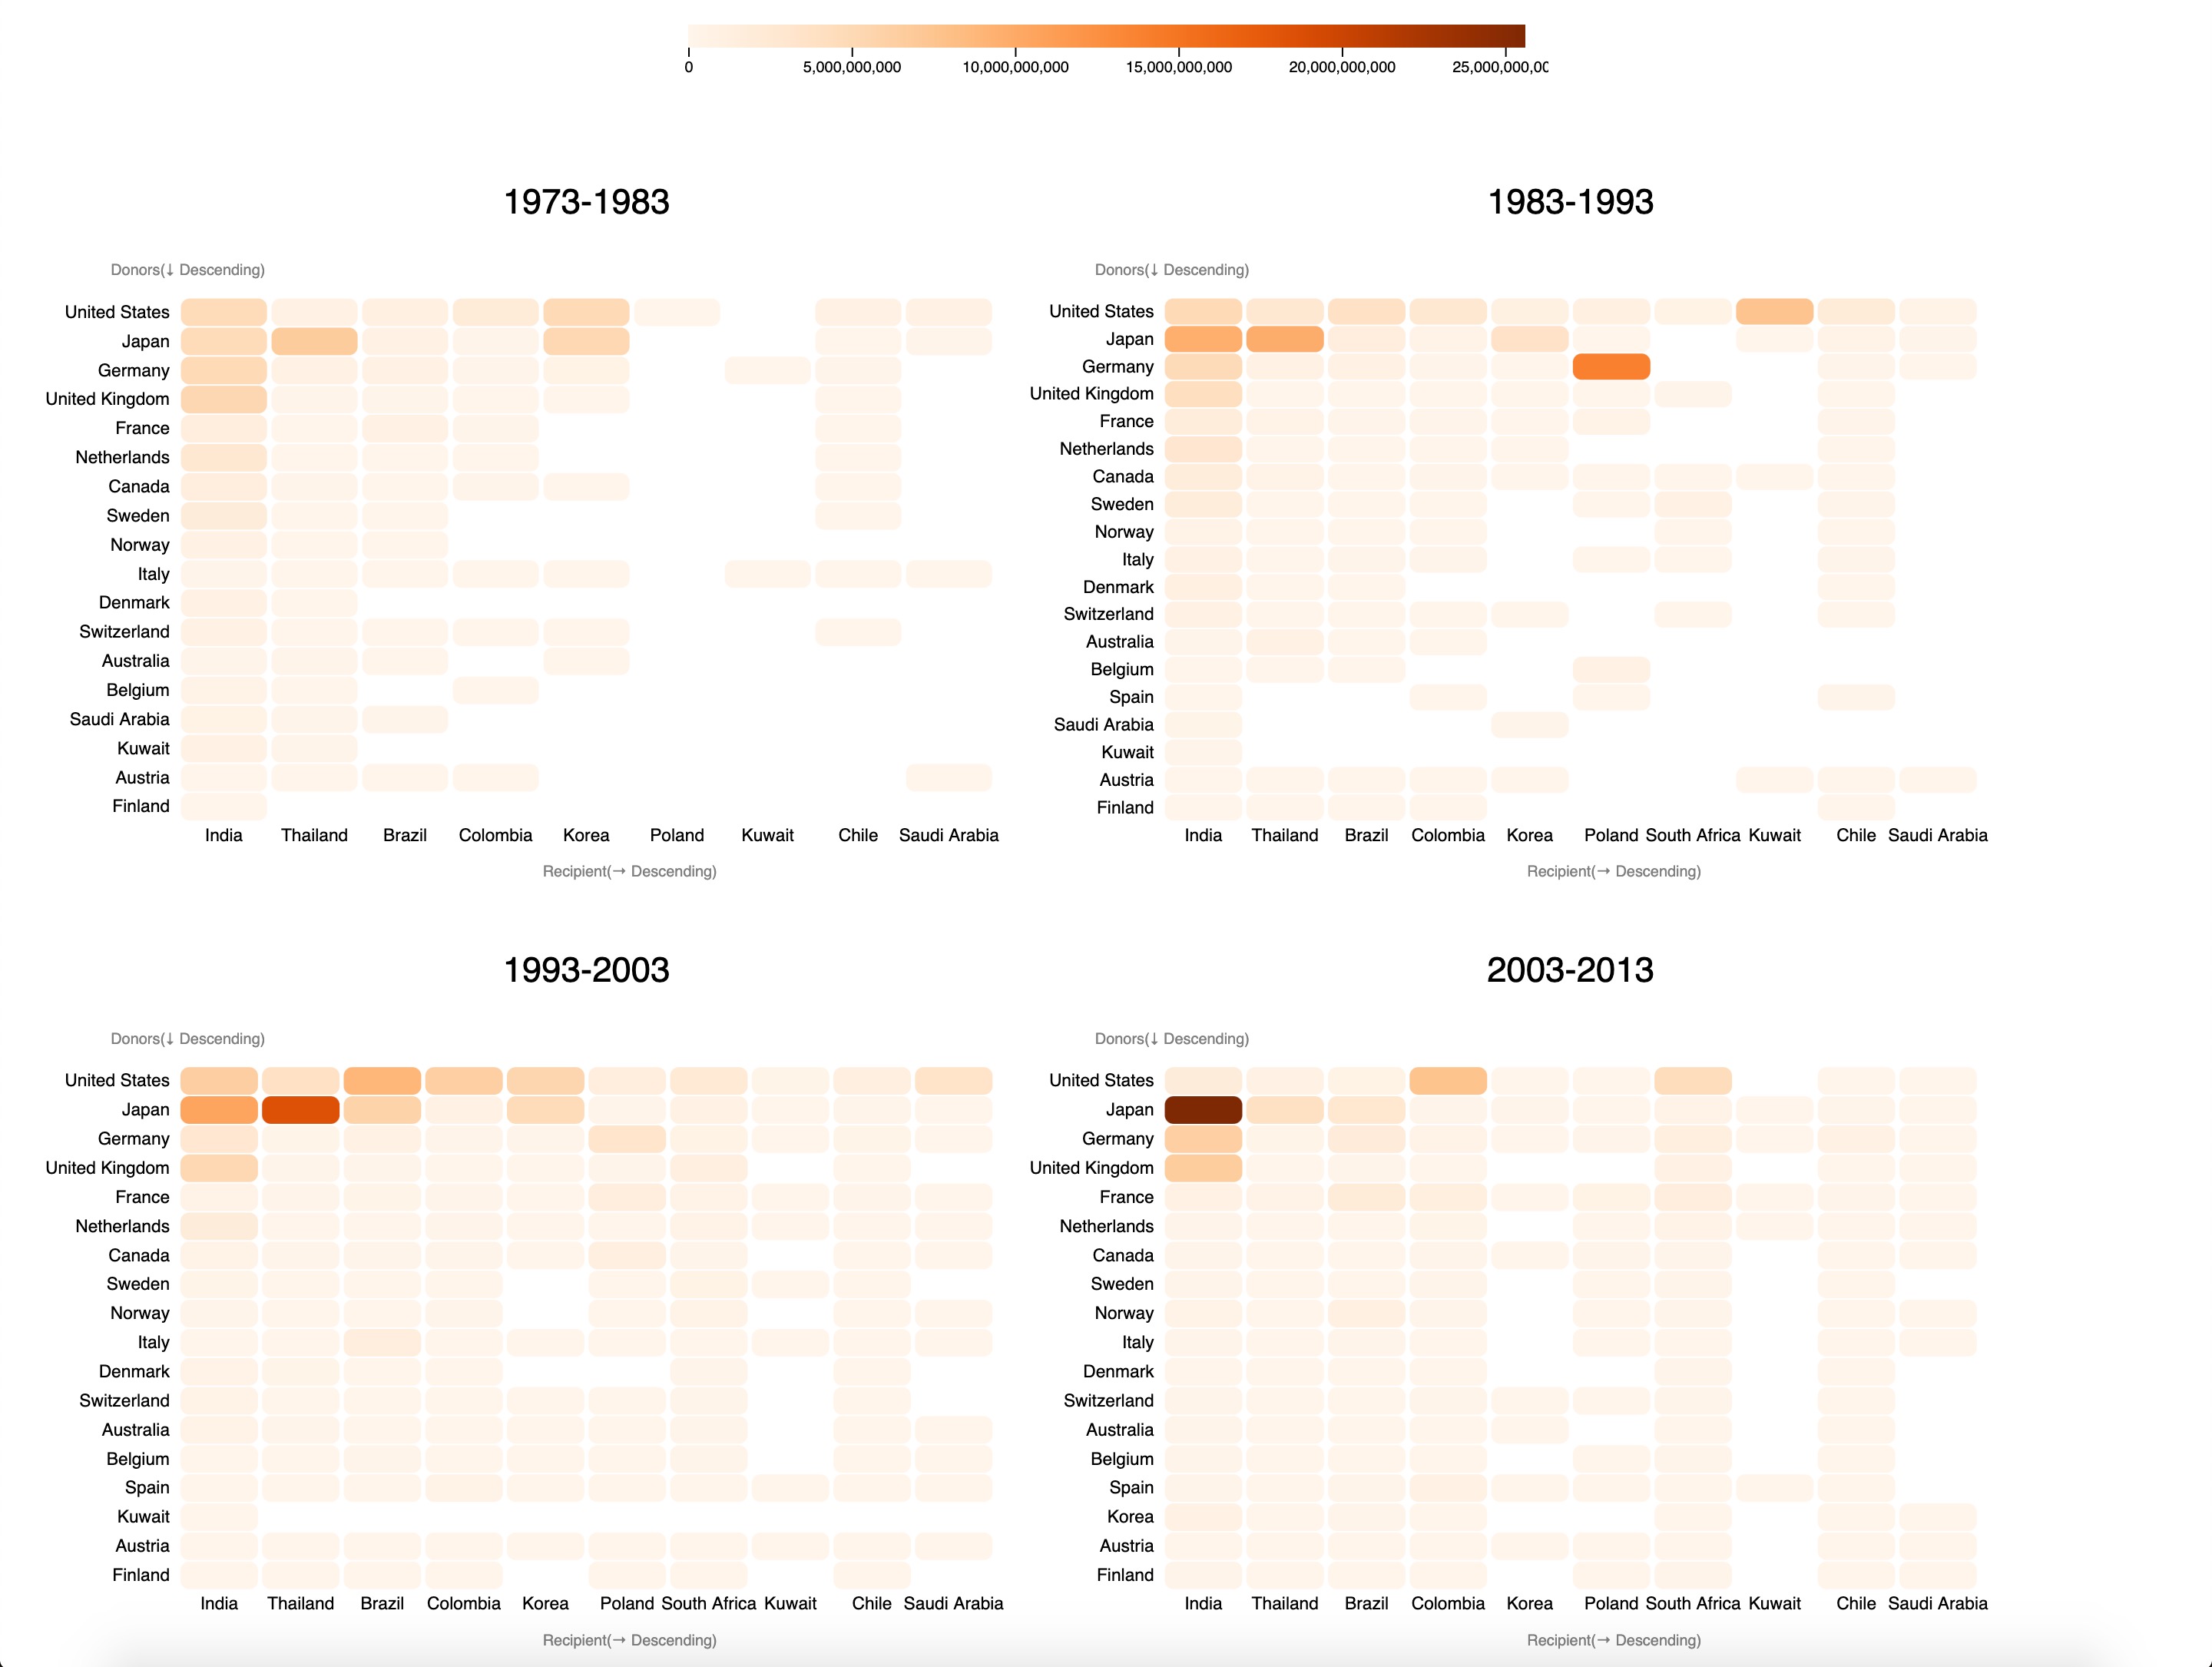 0 5,000,000,000 10,000,000,000 15,000,000,000 20,000,000,000 25,000,000,00
1973-1983
Donors(↓ Descending)
United States
Japan
Germany
United Kingdom
France
Netherlands
Canada
Sweden
Norway
Italy
Denmark
Switzerland
Australia
Belgium
Saudi Arabia
Kuwait
Austria
Finland
India Thailand Brazil Colombia Korea Poland Kuwait Chile Saudi Arabia
Recipient(→ Descending)
1983-1993
Donors(↓ Descending)
United States
Japan
Germany
United Kingdom
France
Netherlands
Canada
Sweden
Norway
Italy
Denmark
Switzerland
Australia
Belgium
Spain
Saudi Arabia
Kuwait
Austria
Finland
India Thailand Brazil Colombia Korea Poland South Africa Kuwait Chile Saudi Arabia
Recipient(→ Descending)
1993-2003
Donors(↓ Descending)
United States
Japan
Germany
United Kingdom
France
Netherlands
Canada
Sweden
Norway
Italy
Denmark
Switzerland
Australia
Belgium
Spain
Kuwait
Austria
Finland
India Thailand Brazil Colombia Korea Poland South Africa Kuwait Chile Saudi Arabia
Recipient(→ Descending)
2003-2013
Donors(↓ Descending)
United States
Japan
Germany
United Kingdom
France
Netherlands
Canada
Sweden
Norway
Italy
Denmark
Switzerland
Australia
Belgium
Spain
Korea
Austria
Finland
India Thailand Brazil Colombia Korea Poland South Africa Kuwait Chile Saudi Arabia
Recipient(→ Descending)